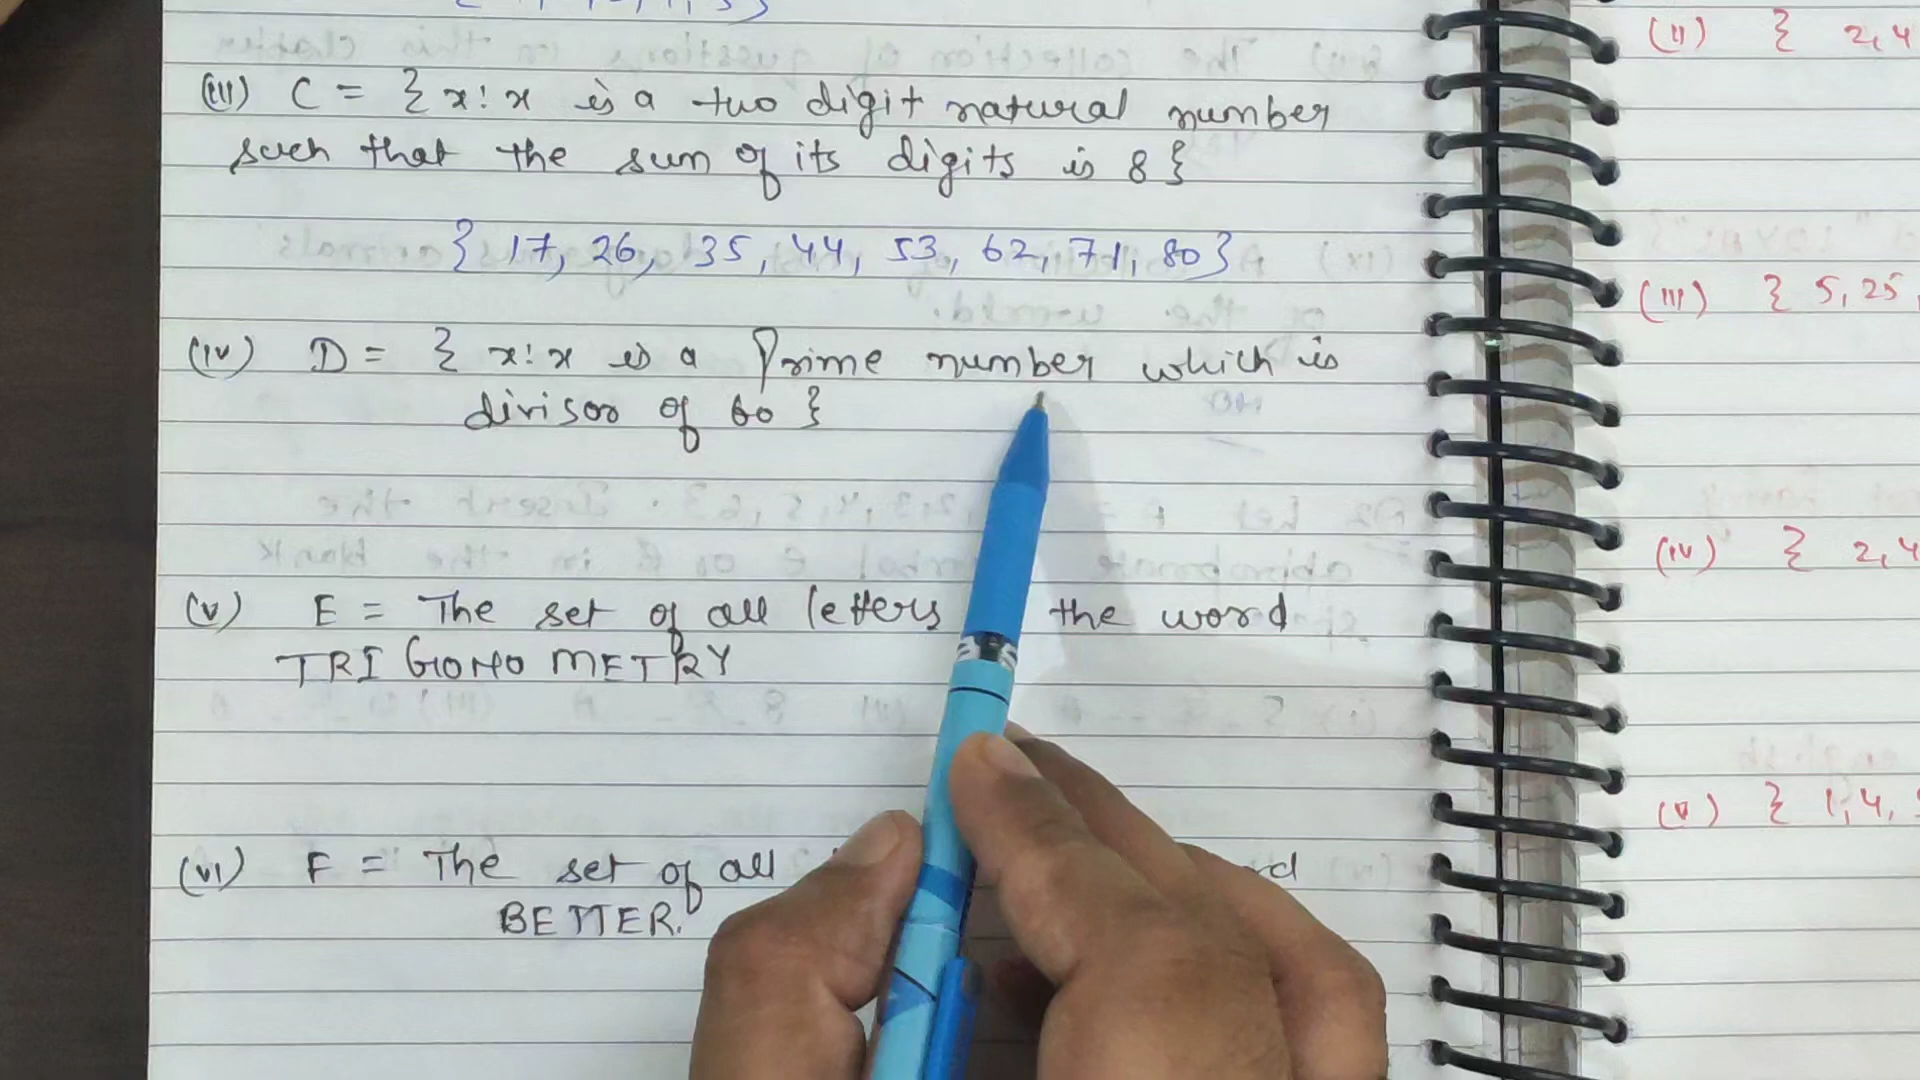 (iii) C = { x : x is a two digit natural number
such that the sum of its digits is 8 }
{ 17, 26, 35, 44, 53, 62, 71, 80 }
(iv) D = { x : x is a Prime number which is
divisor of 60 }
(v) E = The set of all letters the word
TRIGONOMETRY
(vi) F = The set of all
BETTER.
(ii) { 2, 4
(iii) { 5, 25,
(iv) { 2, 4
(v) { 1, 4,